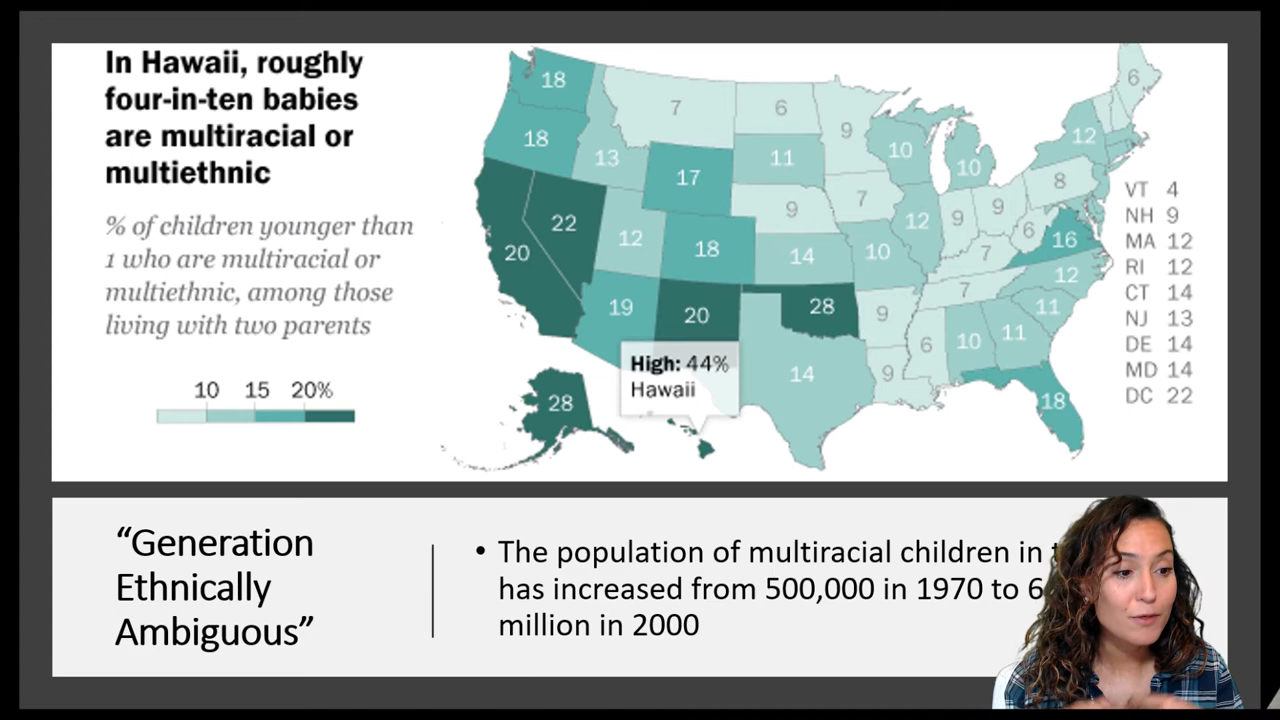 In Hawaii, roughly
four-in-ten babies
are multiracial or
multiethnic
% of children younger than
1 who are multiracial or
multiethnic, among those
living with two parents
10 15 20%
18
7
6
9
6
18
13
11
10
10
12
17
9
7
8
22
12
18
14
10
12
9
9
6
16
20
7
12
19
20
28
9
7
11
6
10
11
14
9
18
28
High: 44%
Hawaii
VT 4
NH 9
MA 12
RI 12
CT 14
NJ 13
DE 14
MD 14
DC 22
“Generation
Ethnically
Ambiguous”
• The population of multiracial children in
has increased from 500,000 in 1970 to 6
million in 2000